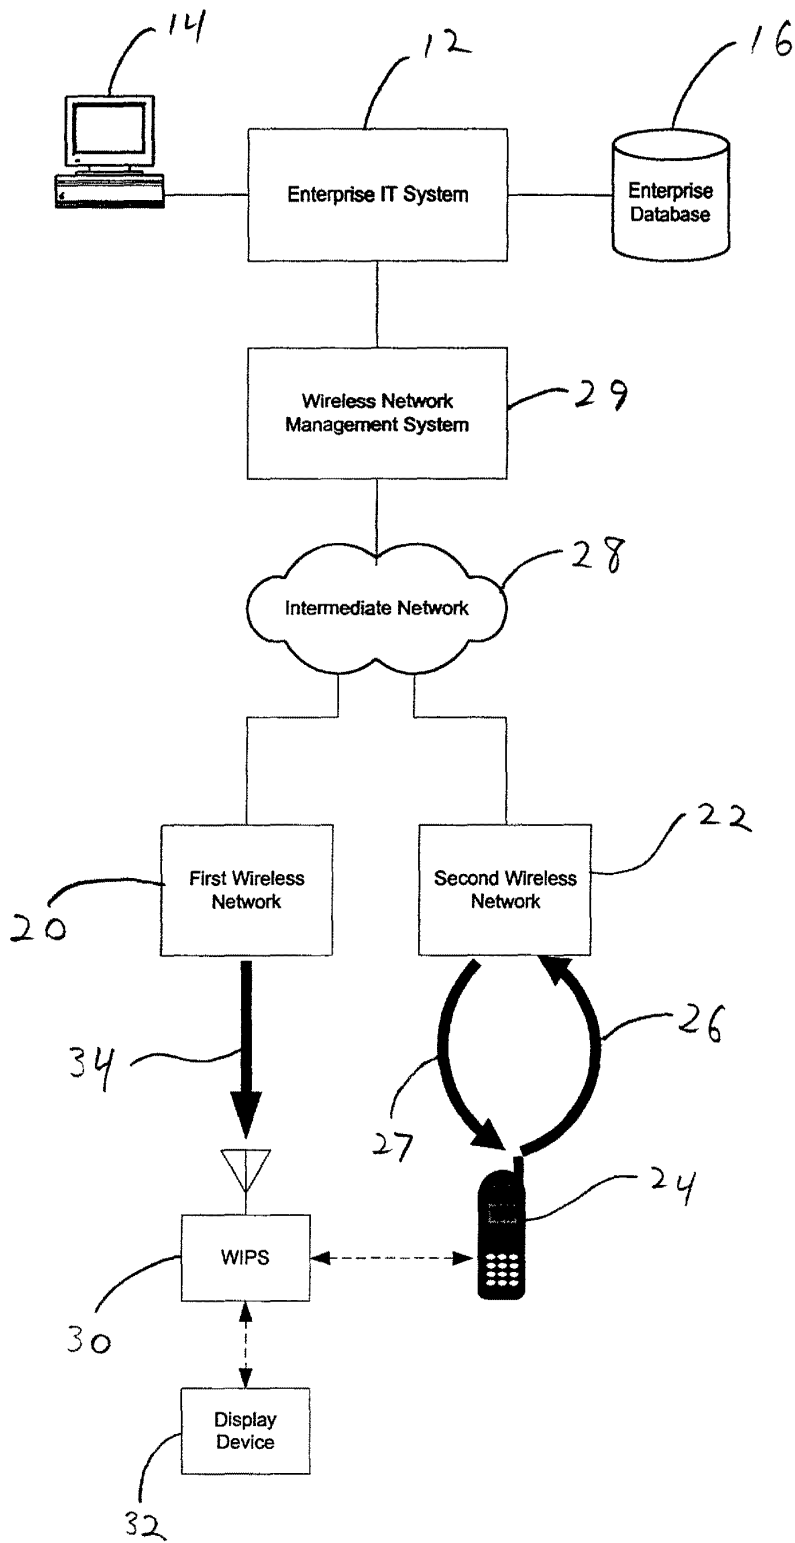 14
12
16
Enterprise IT System
Enterprise
Database
Wireless Network
Management System
29
28
Intermediate Network
22
First Wireless
Network
Second Wireless
Network
20
34
26
27
24
WIPS
30
Display
Device
32